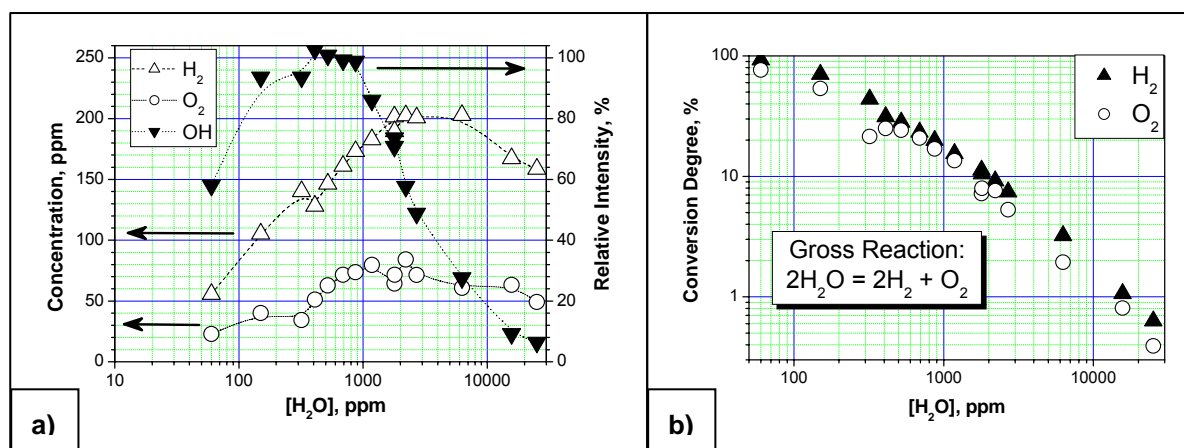 250
200
150
100
50
0
Concentration, ppm
H2
O2
OH
100
80
60
40
20
0
Relative Intensity, %
10
100
1000
10000
[H2O], ppm
a)
100
10
1
Conversion Degree, %
H2
O2
Gross Reaction:
2H2O = 2H2 + O2
100
1000
10000
[H2O], ppm
b)